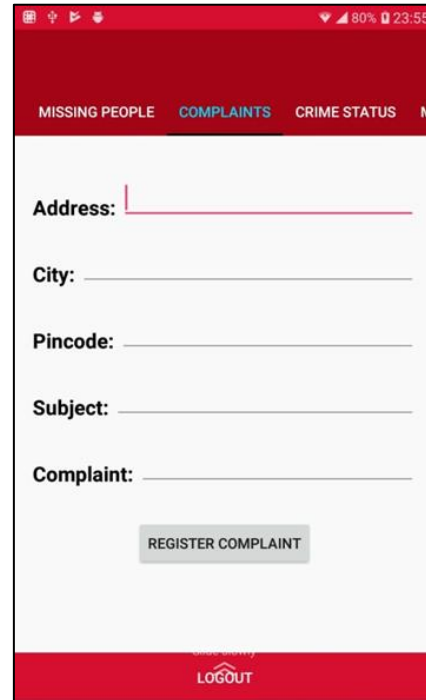 80% 23:55
MISSING PEOPLE COMPLAINTS CRIME STATUS M
Address:
City:
Pincode:
Subject:
Complaint:
REGISTER COMPLAINT
LOGOUT